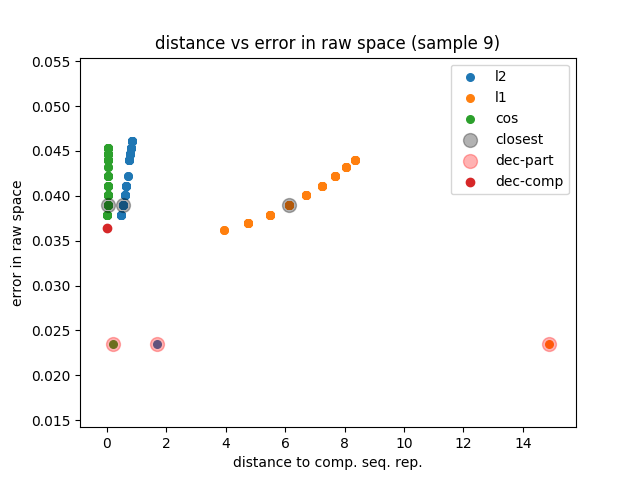 distance vs error in raw space (sample 9)
0.055
0.050
0.045
0.040
0.035
0.030
0.025
0.020
0.015
error in raw space
l2
l1
cos
closest
dec-part
dec-comp
0 2 4 6 8 10 12 14
distance to comp. seq. rep.